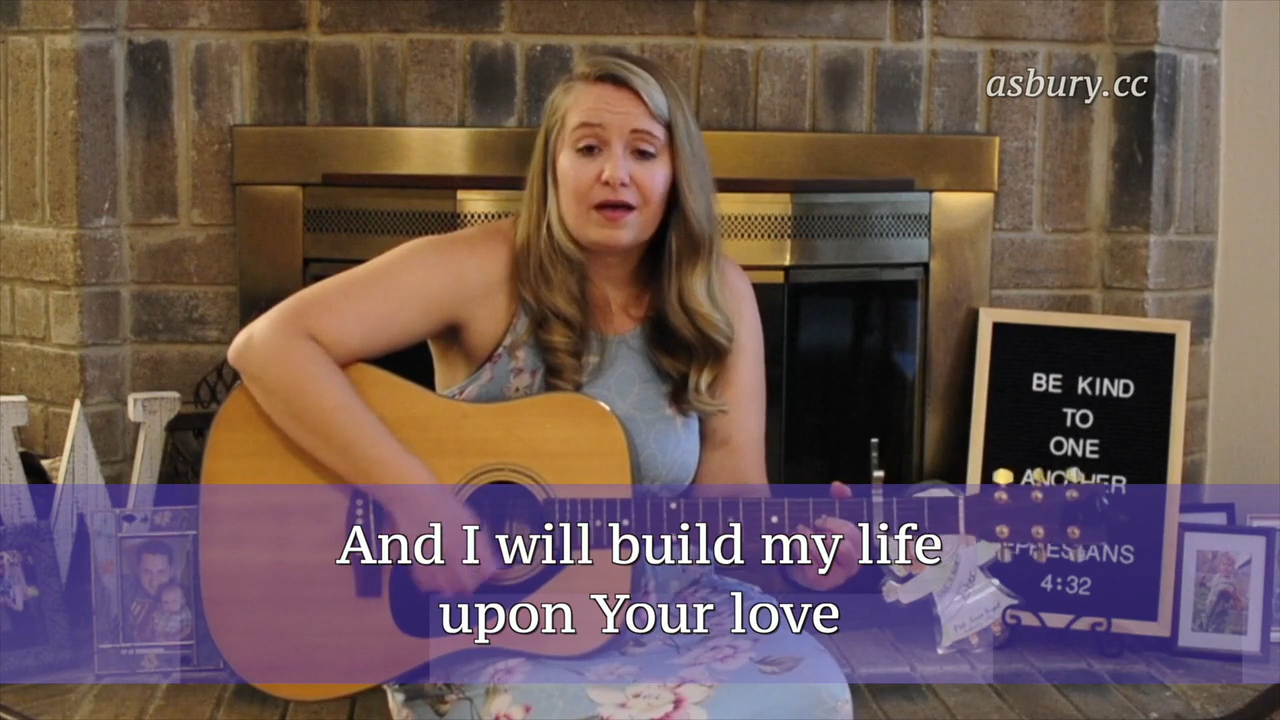 asbury.cc
BE KIND
TO
ONE
ANOTHER
EPHESIANS
4:32
And I will build my life
upon Your love